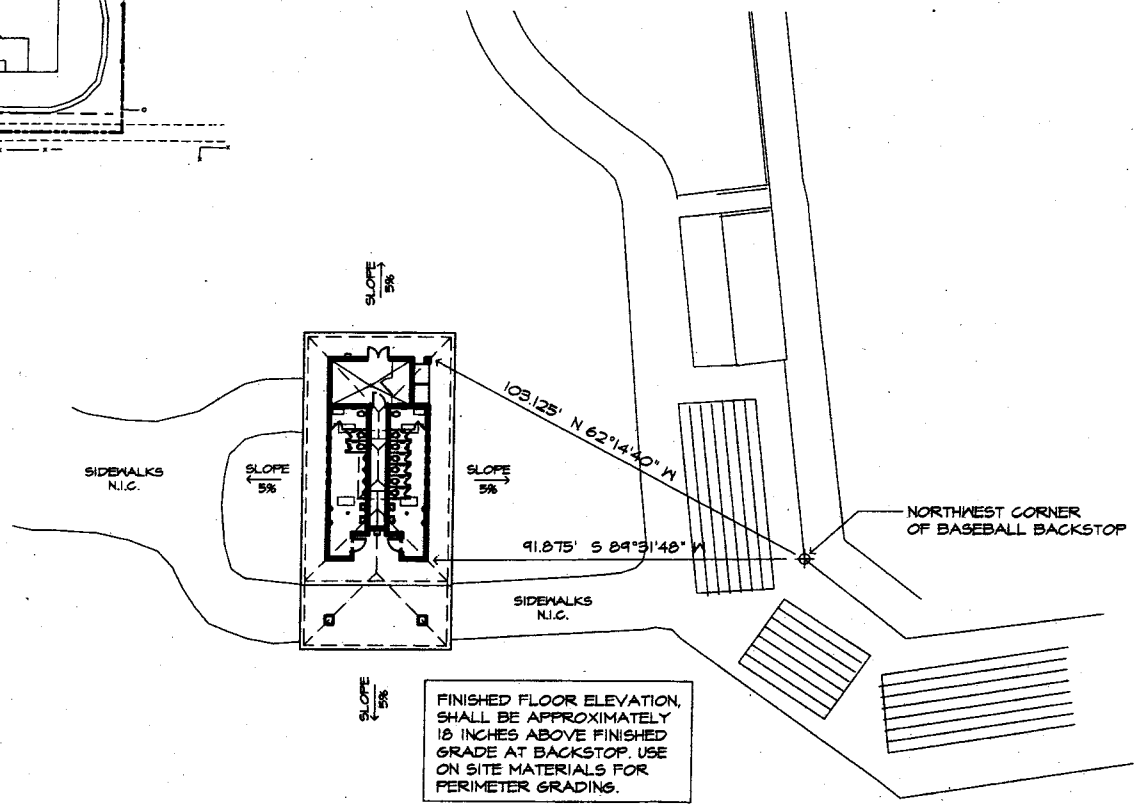 SLOPE
5%
103.125' N 62°14'40" W
SIDEWALKS
N.I.C.
SLOPE
5%
SLOPE
5%
NORTHWEST CORNER
OF BASEBALL BACKSTOP
91.875' S 89°31'48" W
SIDEWALKS
N.I.C.
SLOPE
5%
FINISHED FLOOR ELEVATION,
SHALL BE APPROXIMATELY
18 INCHES ABOVE FINISHED
GRADE AT BACKSTOP. USE
ON SITE MATERIALS FOR
PERIMETER GRADING.